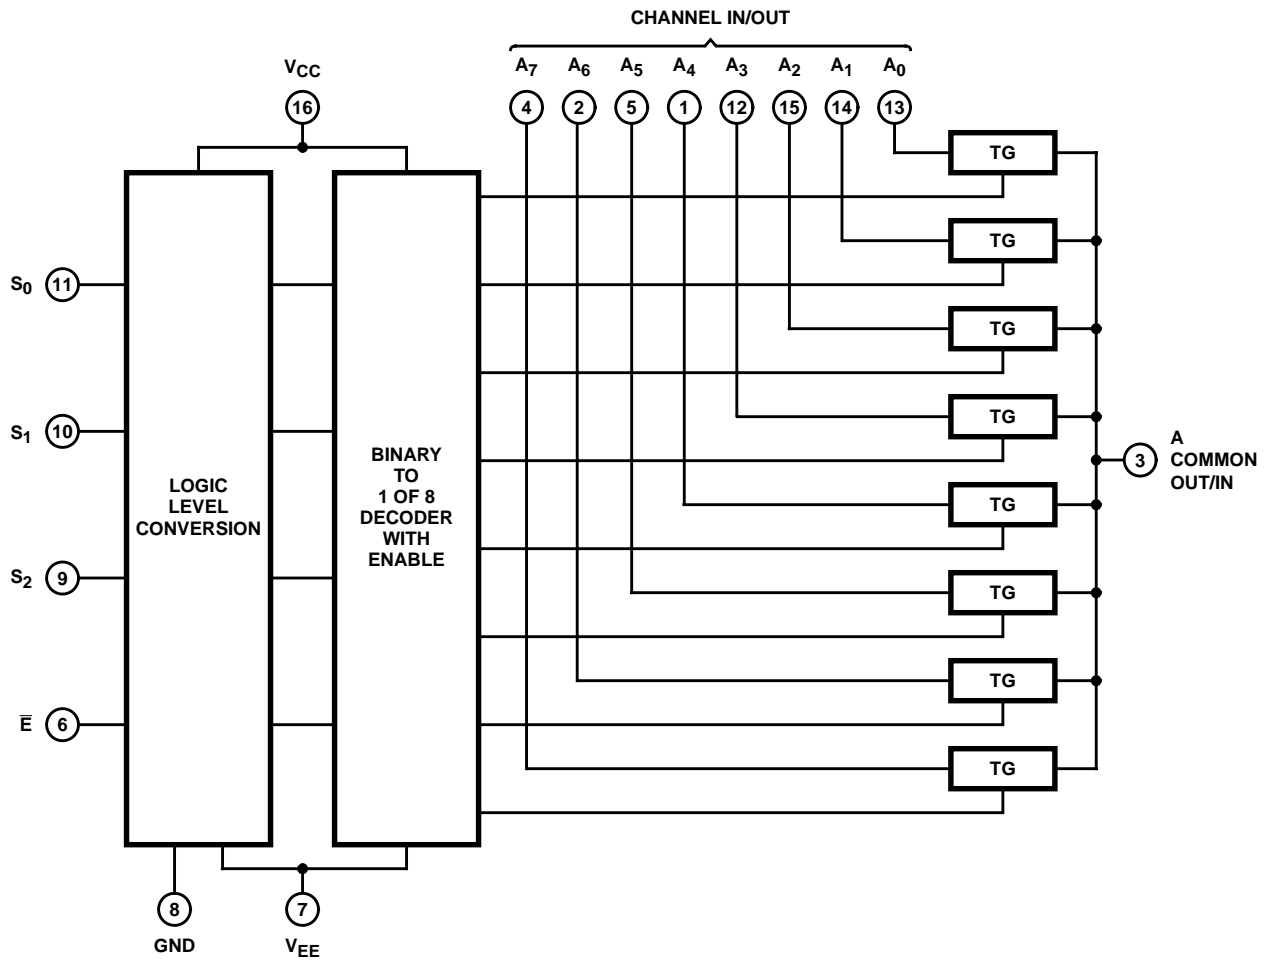 CHANNEL IN/OUT
VCC
A7 A6 A5 A4 A3 A2 A1 A0
16
4 2 5 1 12 15 14 13
TG
TG
S0 11
TG
TG
S1 10
BINARY
TO
1 OF 8
DECODER
WITH
ENABLE
3
A
COMMON
OUT/IN
LOGIC
LEVEL
CONVERSION
TG
S2 9
TG
TG
E̅ 6
TG
8
7
GND
VEE